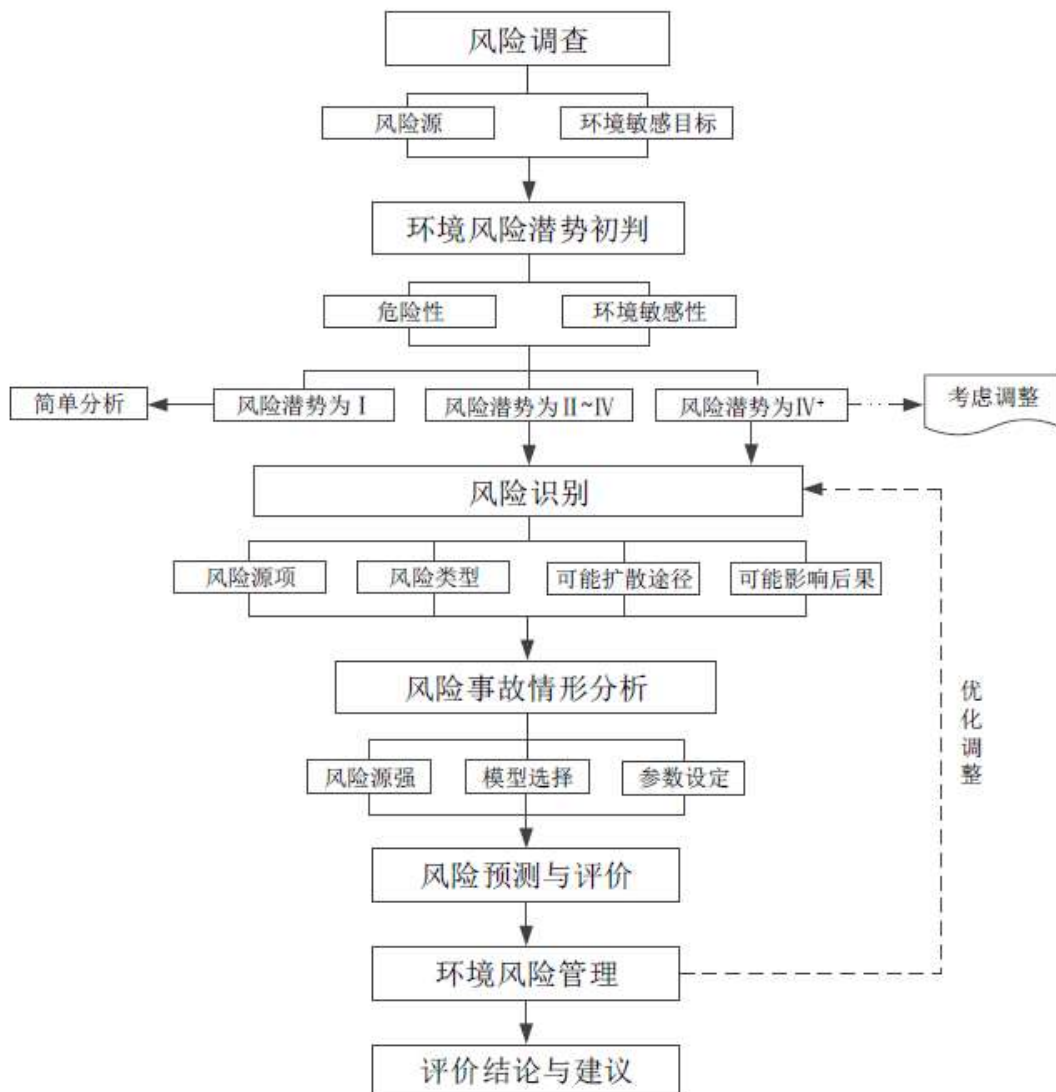 风险调查
风险源
环境敏感目标
环境风险潜势初判
危险性
环境敏感性
简单分析
风险潜势为Ⅰ
风险潜势为Ⅱ~Ⅳ
风险潜势为Ⅳ+
考虑调整
风险识别
风险源项
风险类型
可能扩散途径
可能影响后果
风险事故情形分析
优化调整
风险源强
模型选择
参数设定
风险预测与评价
环境风险管理
评价结论与建议